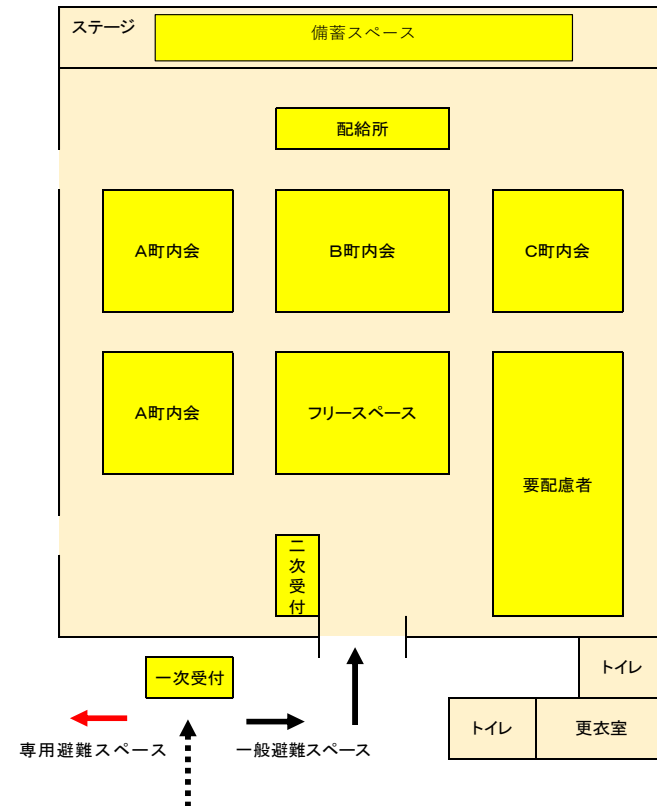 ステージ
備蓄スペース
配給所
A町内会
B町内会
C町内会
A町内会
フリースペース
要配慮者
二次受付
一次受付
トイレ
専用避難スペース
一般避難スペース
トイレ
更衣室